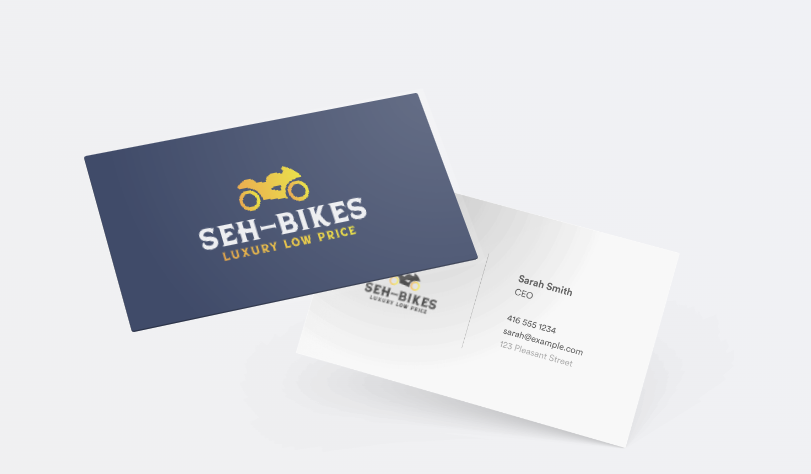 SEH-BIKES
LUXURY LOW PRICE
SEH-BIKES
LUXURY LOW PRICE
Sarah Smith
CEO
416 555 1234
sarah@example.com
123 Pleasant Street